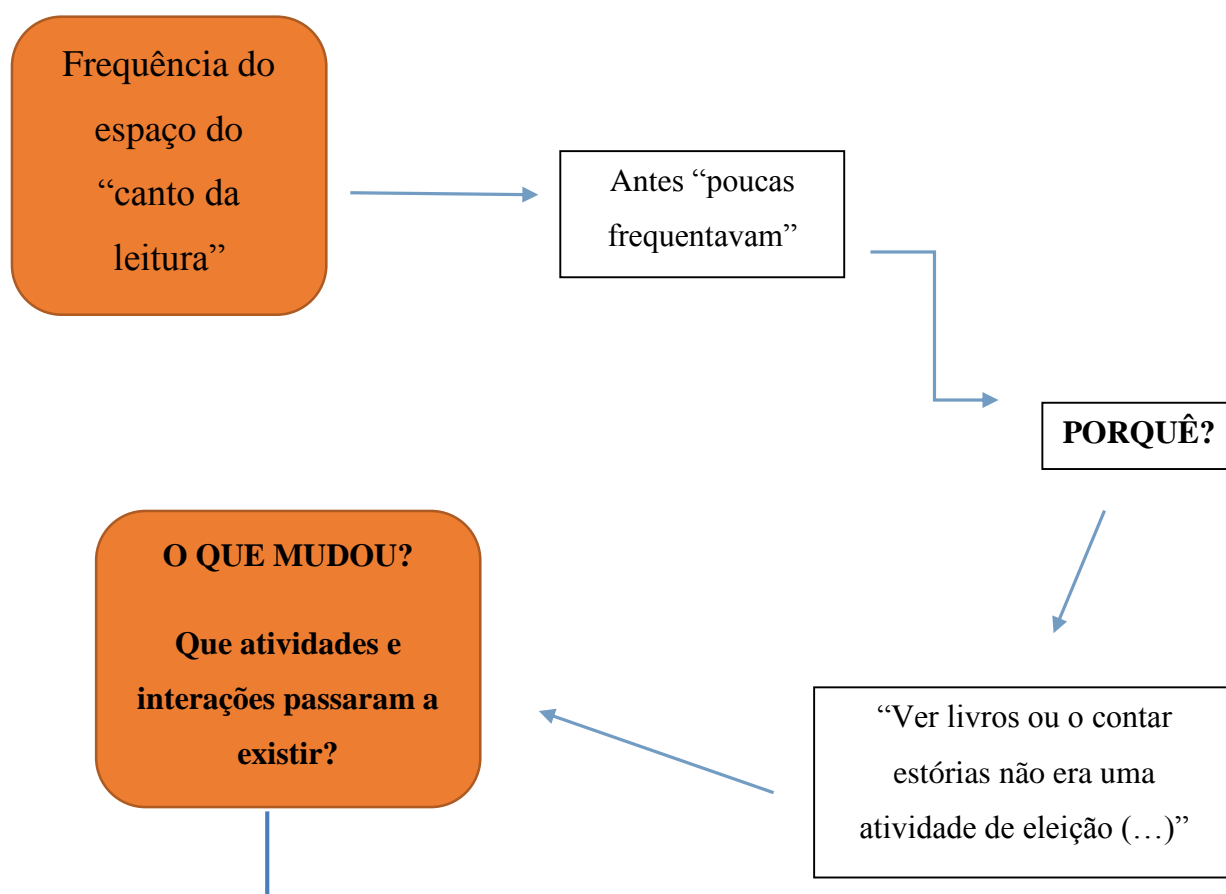 Frequência do
espaço do
“canto da
leitura”
Antes “poucas
frequentavam”
PORQUÊ?
O QUE MUDOU?
Que atividades e
interações passaram a
existir?
“Ver livros ou o contar
estórias não era uma
atividade de eleição (…)”